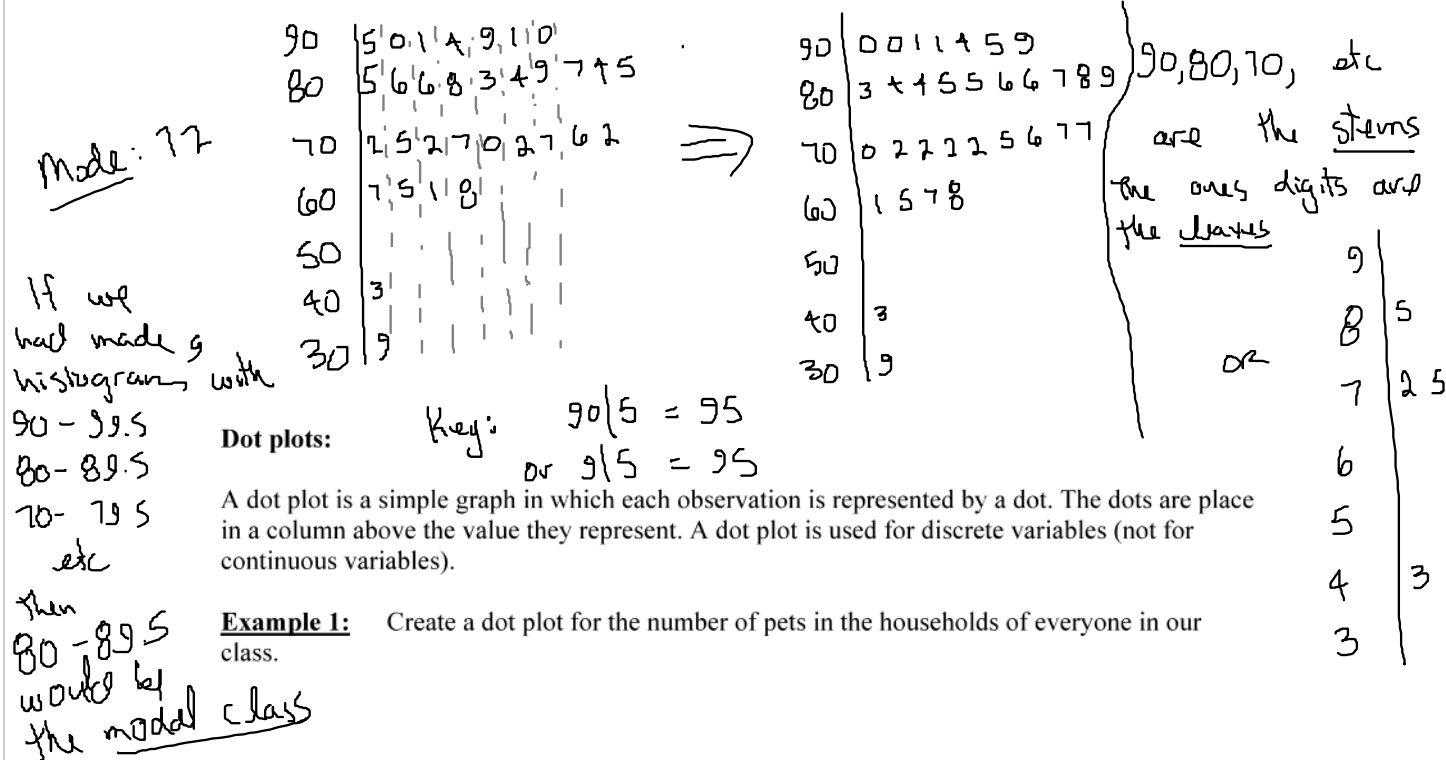 Mode: 72
90 | 5 0 1 4 9 1 0
80 | 5 6 6 8 3 4 9 7 4 5
70 | 2 5 2 7 0 2 7 6 2
60 | 7 5 1 8
50 |
40 | 3
30 | 9
⇒
90 | 0 0 1 1 4 5 9
80 | 3 4 4 5 5 6 6 7 8 9
70 | 0 2 2 2 2 5 6 7 7
60 | 1 5 7 8
50
40 | 3
30 | 9
90, 80, 70, etc
are the stems
The ones digits are
the leaves
or
9 |
8 | 5
7 | 2 5
6
5
4 | 3
3
If we
had made a
histogram, with
90 - 99.5
80 - 89.5
70 - 79 5
etc
then
80 - 89 5
would be
the modal class
Key: 90|5 = 95
or 9|5 = 95
Dot plots:
A dot plot is a simple graph in which each observation is represented by a dot. The dots are place
in a column above the value they represent. A dot plot is used for discrete variables (not for
continuous variables).
Example 1: Create a dot plot for the number of pets in the households of everyone in our
class.